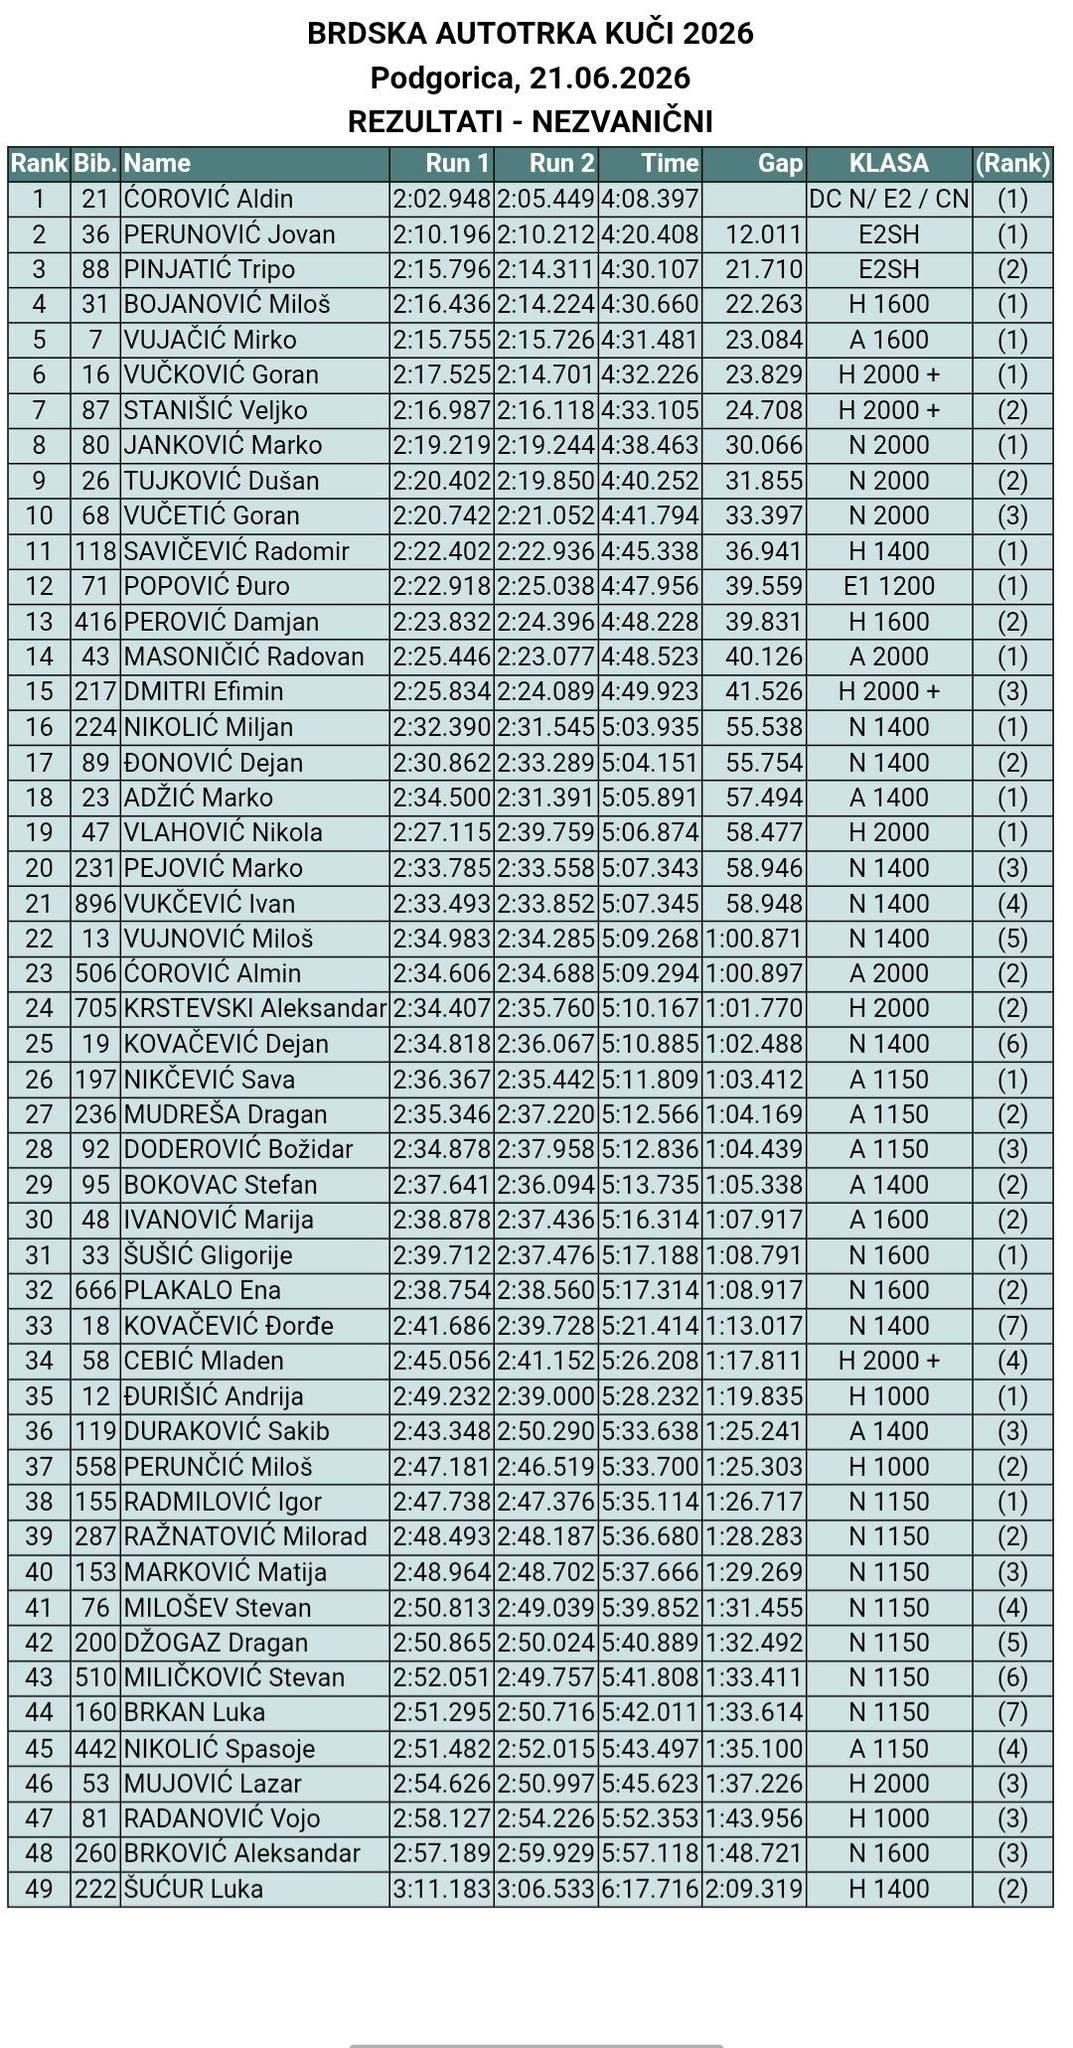 BRDSKA AUTOTRKA KUČI 2026
Podgorica, 21.06.2026
REZULTATI - NEZVANIČNI
Rank Bib. Name Run 1 Run 2 Time Gap KLASA (Rank)
1 21 ĆOROVIĆ Aldin 2:02.948 2:05.449 4:08.397 DC N/ E2 / CN (1)
2 36 PERUNOVIĆ Jovan 2:10.196 2:10.212 4:20.408 12.011 E2SH (1)
3 88 PINJATIĆ Tripo 2:15.796 2:14.311 4:30.107 21.710 E2SH (2)
4 31 BOJANOVIĆ Miloš 2:16.436 2:14.224 4:30.660 22.263 H 1600 (1)
5 7 VUJAČIĆ Mirko 2:15.755 2:15.726 4:31.481 23.084 A 1600 (1)
6 16 VUČKOVIĆ Goran 2:17.525 2:14.701 4:32.226 23.829 H 2000 + (1)
7 87 STANIŠIĆ Veljko 2:16.987 2:16.118 4:33.105 24.708 H 2000 + (2)
8 80 JANKOVIĆ Marko 2:19.219 2:19.244 4:38.463 30.066 N 2000 (1)
9 26 TUJKOVIĆ Dušan 2:20.402 2:19.850 4:40.252 31.855 N 2000 (2)
10 68 VUČETIĆ Goran 2:20.742 2:21.052 4:41.794 33.397 N 2000 (3)
11 118 SAVIČEVIĆ Radomir 2:22.402 2:22.936 4:45.338 36.941 H 1400 (1)
12 71 POPOVIĆ Đuro 2:22.918 2:25.038 4:47.956 39.559 E1 1200 (1)
13 416 PEROVIĆ Damjan 2:23.832 2:24.396 4:48.228 39.831 H 1600 (2)
14 43 MASONIČIĆ Radovan 2:25.446 2:23.077 4:48.523 40.126 A 2000 (1)
15 217 DMITRI Efimin 2:25.834 2:24.089 4:49.923 41.526 H 2000 + (3)
16 224 NIKOLIĆ Miljan 2:32.390 2:31.545 5:03.935 55.538 N 1400 (1)
17 89 ĐONOVIĆ Dejan 2:30.862 2:33.289 5:04.151 55.754 N 1400 (2)
18 23 ADŽIĆ Marko 2:34.500 2:31.391 5:05.891 57.494 A 1400 (1)
19 47 VLAHOVIĆ Nikola 2:27.115 2:39.759 5:06.874 58.477 H 2000 (1)
20 231 PEJOVIĆ Marko 2:33.785 2:33.558 5:07.343 58.946 N 1400 (3)
21 896 VUKČEVIĆ Ivan 2:33.493 2:33.852 5:07.345 58.948 N 1400 (4)
22 13 VUJNOVIĆ Miloš 2:34.983 2:34.285 5:09.268 1:00.871 N 1400 (5)
23 506 ĆOROVIĆ Almin 2:34.606 2:34.688 5:09.294 1:00.897 A 2000 (2)
24 705 KRSTEVSKI Aleksandar 2:34.407 2:35.760 5:10.167 1:01.770 H 2000 (2)
25 19 KOVAČEVIĆ Dejan 2:34.818 2:36.067 5:10.885 1:02.488 N 1400 (6)
26 197 NIKČEVIĆ Sava 2:36.367 2:35.442 5:11.809 1:03.412 A 1150 (1)
27 236 MUDREŠA Dragan 2:35.346 2:37.220 5:12.566 1:04.169 A 1150 (2)
28 92 DODEROVIĆ Božidar 2:34.878 2:37.958 5:12.836 1:04.439 A 1150 (3)
29 95 BOKOVAC Stefan 2:37.641 2:36.094 5:13.735 1:05.338 A 1400 (2)
30 48 IVANOVIĆ Marija 2:38.878 2:37.436 5:16.314 1:07.917 A 1600 (2)
31 33 ŠUŠIĆ Gligorije 2:39.712 2:37.476 5:17.188 1:08.791 N 1600 (1)
32 666 PLAKALO Ena 2:38.754 2:38.560 5:17.314 1:08.917 N 1600 (2)
33 18 KOVAČEVIĆ Đorđe 2:41.686 2:39.728 5:21.414 1:13.017 N 1400 (7)
34 58 CEBIĆ Mladen 2:45.056 2:41.152 5:26.208 1:17.811 H 2000 + (4)
35 12 ĐURIŠIĆ Andrija 2:49.232 2:39.000 5:28.232 1:19.835 H 1000 (1)
36 119 DURAKOVIĆ Sakib 2:43.348 2:50.290 5:33.638 1:25.241 A 1400 (3)
37 558 PERUNČIĆ Miloš 2:47.181 2:46.519 5:33.700 1:25.303 H 1000 (2)
38 155 RADMILOVIĆ Igor 2:47.738 2:47.376 5:35.114 1:26.717 N 1150 (1)
39 287 RAŽNATOVIĆ Milorad 2:48.493 2:48.187 5:36.680 1:28.283 N 1150 (2)
40 153 MARKOVIĆ Matija 2:48.964 2:48.702 5:37.666 1:29.269 N 1150 (3)
41 76 MILOŠEV Stevan 2:50.813 2:49.039 5:39.852 1:31.455 N 1150 (4)
42 200 DŽOGAZ Dragan 2:50.865 2:50.024 5:40.889 1:32.492 N 1150 (5)
43 510 MILIČKOVIĆ Stevan 2:52.051 2:49.757 5:41.808 1:33.411 N 1150 (6)
44 160 BRKAN Luka 2:51.295 2:50.716 5:42.011 1:33.614 N 1150 (7)
45 442 NIKOLIĆ Spasoje 2:51.482 2:52.015 5:43.497 1:35.100 A 1150 (4)
46 53 MUJOVIĆ Lazar 2:54.626 2:50.997 5:45.623 1:37.226 H 2000 (3)
47 81 RADANOVIĆ Vojo 2:58.127 2:54.226 5:52.353 1:43.956 H 1000 (3)
48 260 BRKOVIĆ Aleksandar 2:57.189 2:59.929 5:57.118 1:48.721 N 1600 (3)
49 222 ŠUĆUR Luka 3:11.183 3:06.533 6:17.716 2:09.319 H 1400 (2)